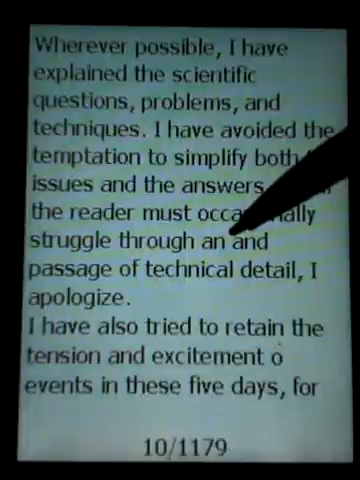 Wherever possible, I have
explained the scientific
questions, problems, and
techniques. I have avoided the
temptation to simplify both
issues and the answers
the reader must
struggle through an and
passage of technical detail, I
apologize.
I have also tried to retain the
tension and excitement o
events in these five days, for
10/1179